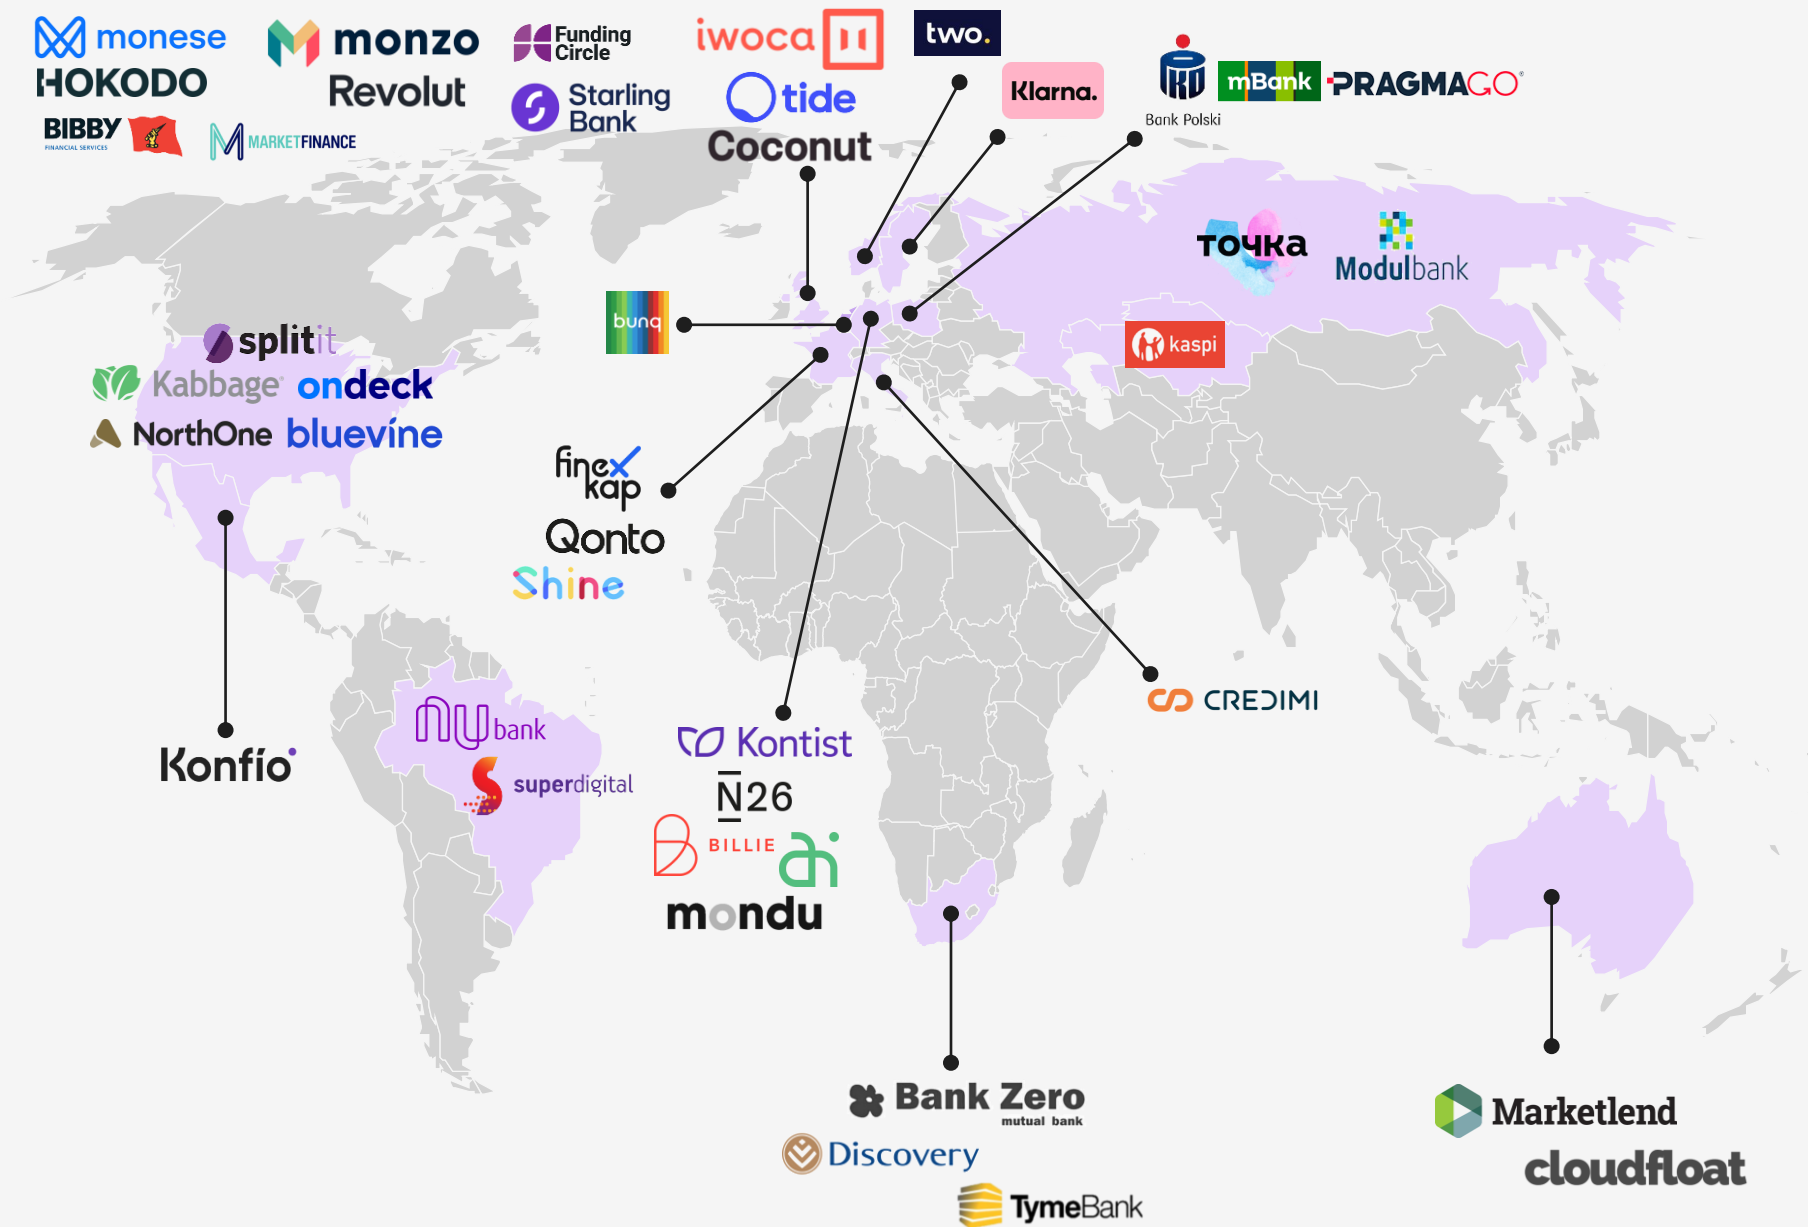 monese
monzo
Funding
Circle
iwoca
two.
Klarna.
PKO
Bank Polski
mBank
PRAGMAGO®
HOKODO
Revolut
Starling
Bank
tide
BIBBY
FINANCIAL SERVICES
MARKETFINANCE
Coconut
точка
Modulbank
bunq
kaspi
splitit
Kabbage
ondeck
NorthOne
bluevíne
finexkap
Qonto
Shine
nubank
superdigital
Konfío
CREDIMI
Kontist
N26
BILLIE
mondu
Bank Zero
mutual bank
Discovery
TymeBank
Marketlend
cloudfloat